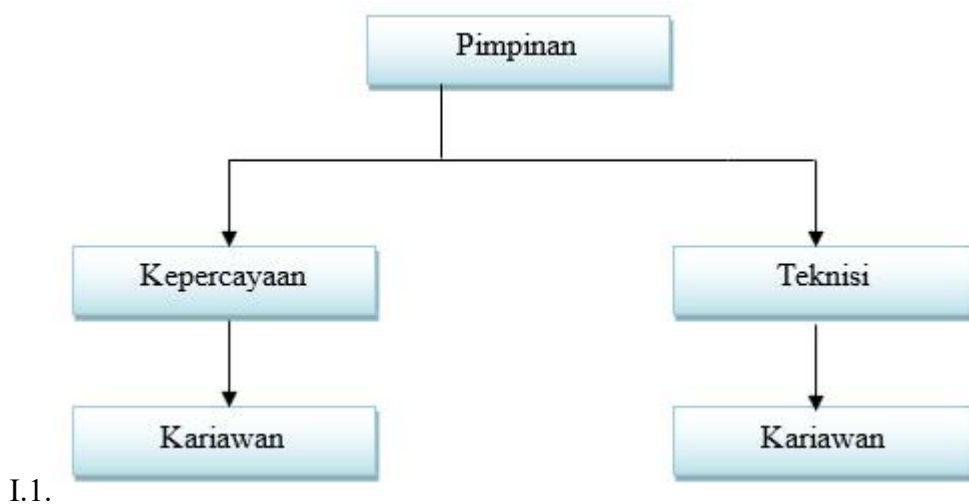 Pimpinan
Kepercayaan
Teknisi
Kariawan
Kariawan
I.1.